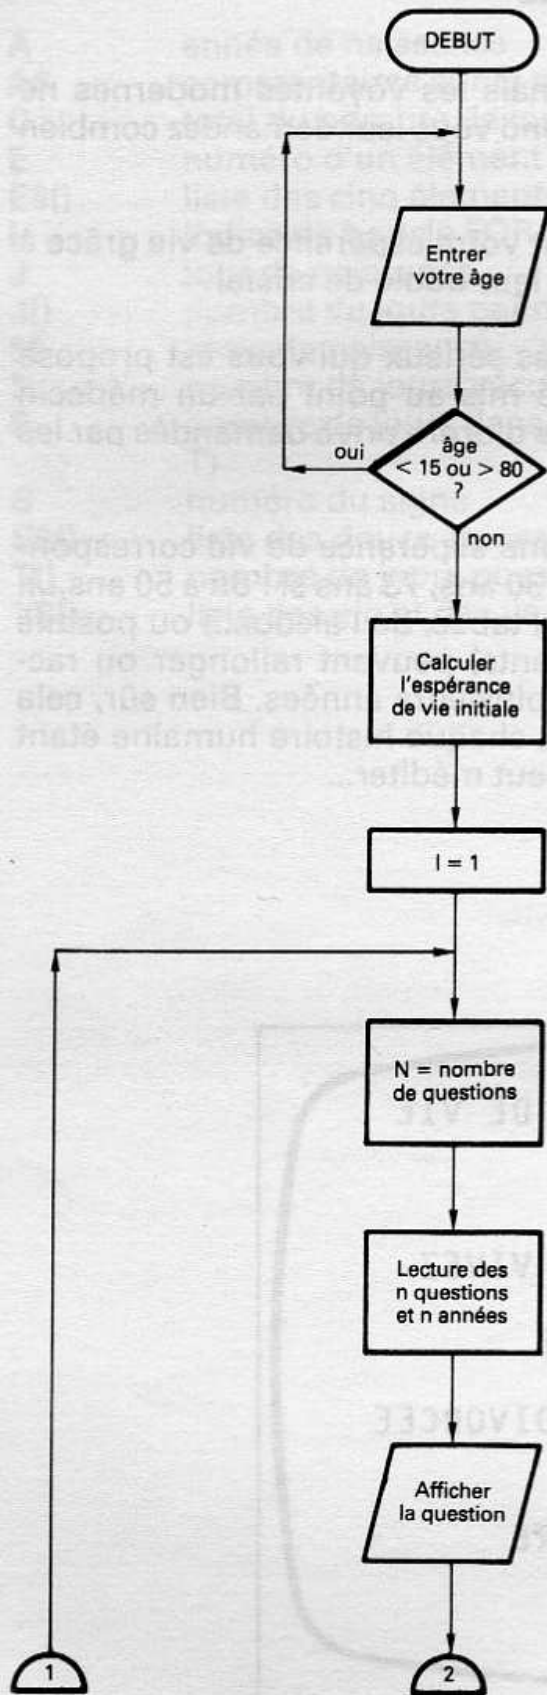 DEBUT
Entrer
votre âge
âge
< 15 ou > 80
?
oui
non
Calculer
l'espérance
de vie initiale
I = 1
N = nombre
de questions
Lecture des
n questions
et n années
Afficher
la question
1
2